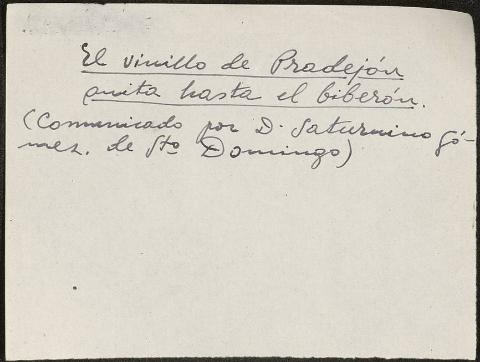 El vinillo de Pradejón
quita hasta el biberón.
(Comunicado por D. Saturnino Gó-
mez. de Sto Domingo)